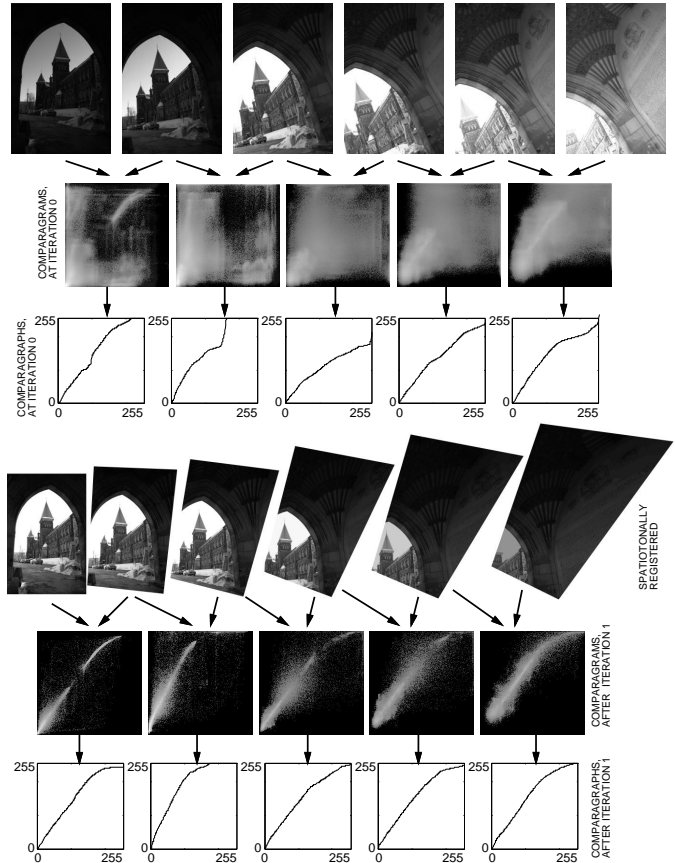 COMPARAGRAMS,
AT ITERATION 0
COMPARAGRAPHS,
AT ITERATION 0
255 255 255 255 255
0 0 0 0 0
0 255 0 255 0 255 0 255 0 255
SPATIOTONALLY
REGISTERED
COMPARAGRAMS,
AFTER ITERATION 1
COMPARAGRAPHS,
AFTER ITERATION 1
255 255 255 255 255
0 0 0 0 0
0 255 0 255 0 255 0 255 0 255